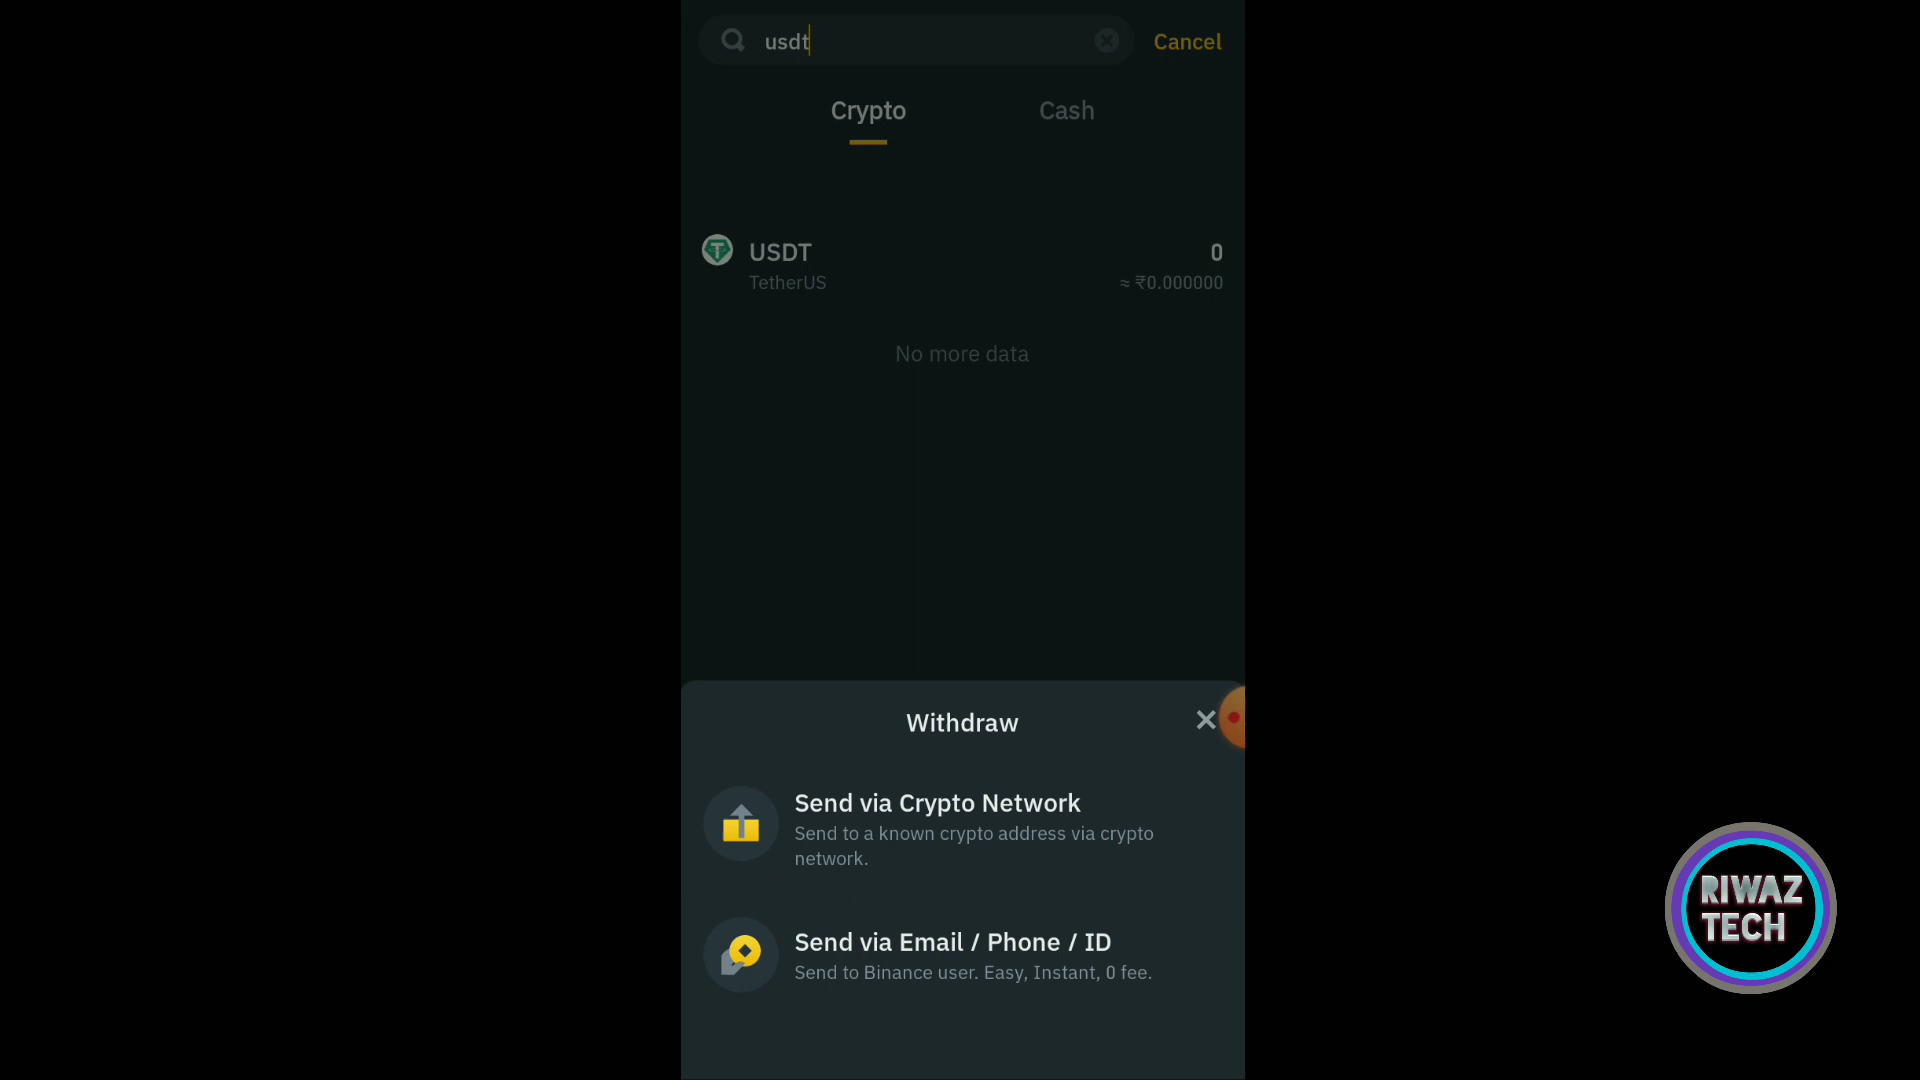 usdt
Cancel
Crypto
Cash
USDT
0
TetherUS
≈ ₹0.000000
No more data
Withdraw
Send via Crypto Network
Send to a known crypto address via crypto
network.
Send via Email / Phone / ID
Send to Binance user. Easy, Instant, 0 fee.
RIWAZ
TECH